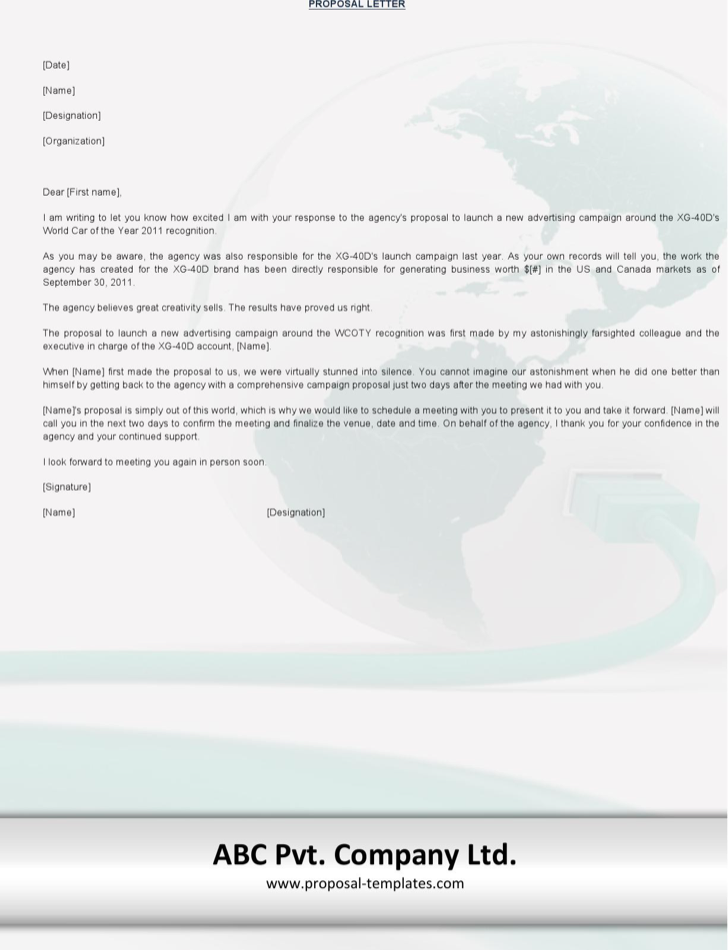 PROPOSAL LETTER
[Date]
[Name]
[Designation]
[Organization]
Dear [First name],
I am writing to let you know how excited I am with your response to the agency's proposal to launch a new advertising campaign around the XG-40D's
World Car of the Year 2011 recognition.
As you may be aware, the agency was also responsible for the XG-40D's launch campaign last year. As your own records will tell you, the work the
agency has created for the XG-40D brand has been directly responsible for generating business worth $[#] in the US and Canada markets as of
September 30, 2011.
The agency believes great creativity sells. The results have proved us right.
The proposal to launch a new advertising campaign around the WCOTY recognition was first made by my astonishingly farsighted colleague and the
executive in charge of the XG-40D account, [Name].
When [Name] first made the proposal to us, we were virtually stunned into silence. You cannot imagine our astonishment when he did one better than
himself by getting back to the agency with a comprehensive campaign proposal just two days after the meeting we had with you.
[Name]'s proposal is simply out of this world, which is why we would like to schedule a meeting with you to present it to you and take it forward. [Name] will
call you in the next two days to confirm the meeting and finalize the venue, date and time. On behalf of the agency, I thank you for your confidence in the
agency and your continued support.
I look forward to meeting you again in person soon.
[Signature]
[Name] [Designation]
ABC Pvt. Company Ltd.
www.proposal-templates.com